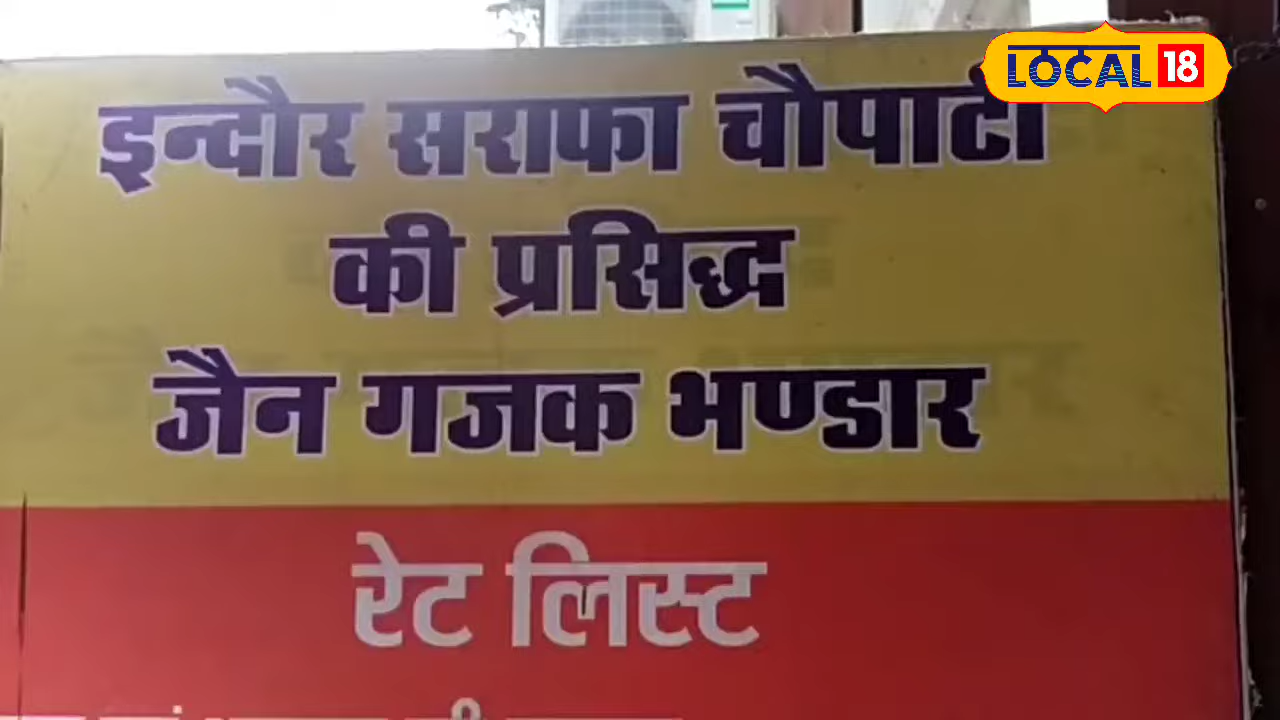 LOCAL 18
इन्दौर सराफा चौपाटी
की प्रसिद्ध
जैन गजक भण्डार
रेट लिस्ट